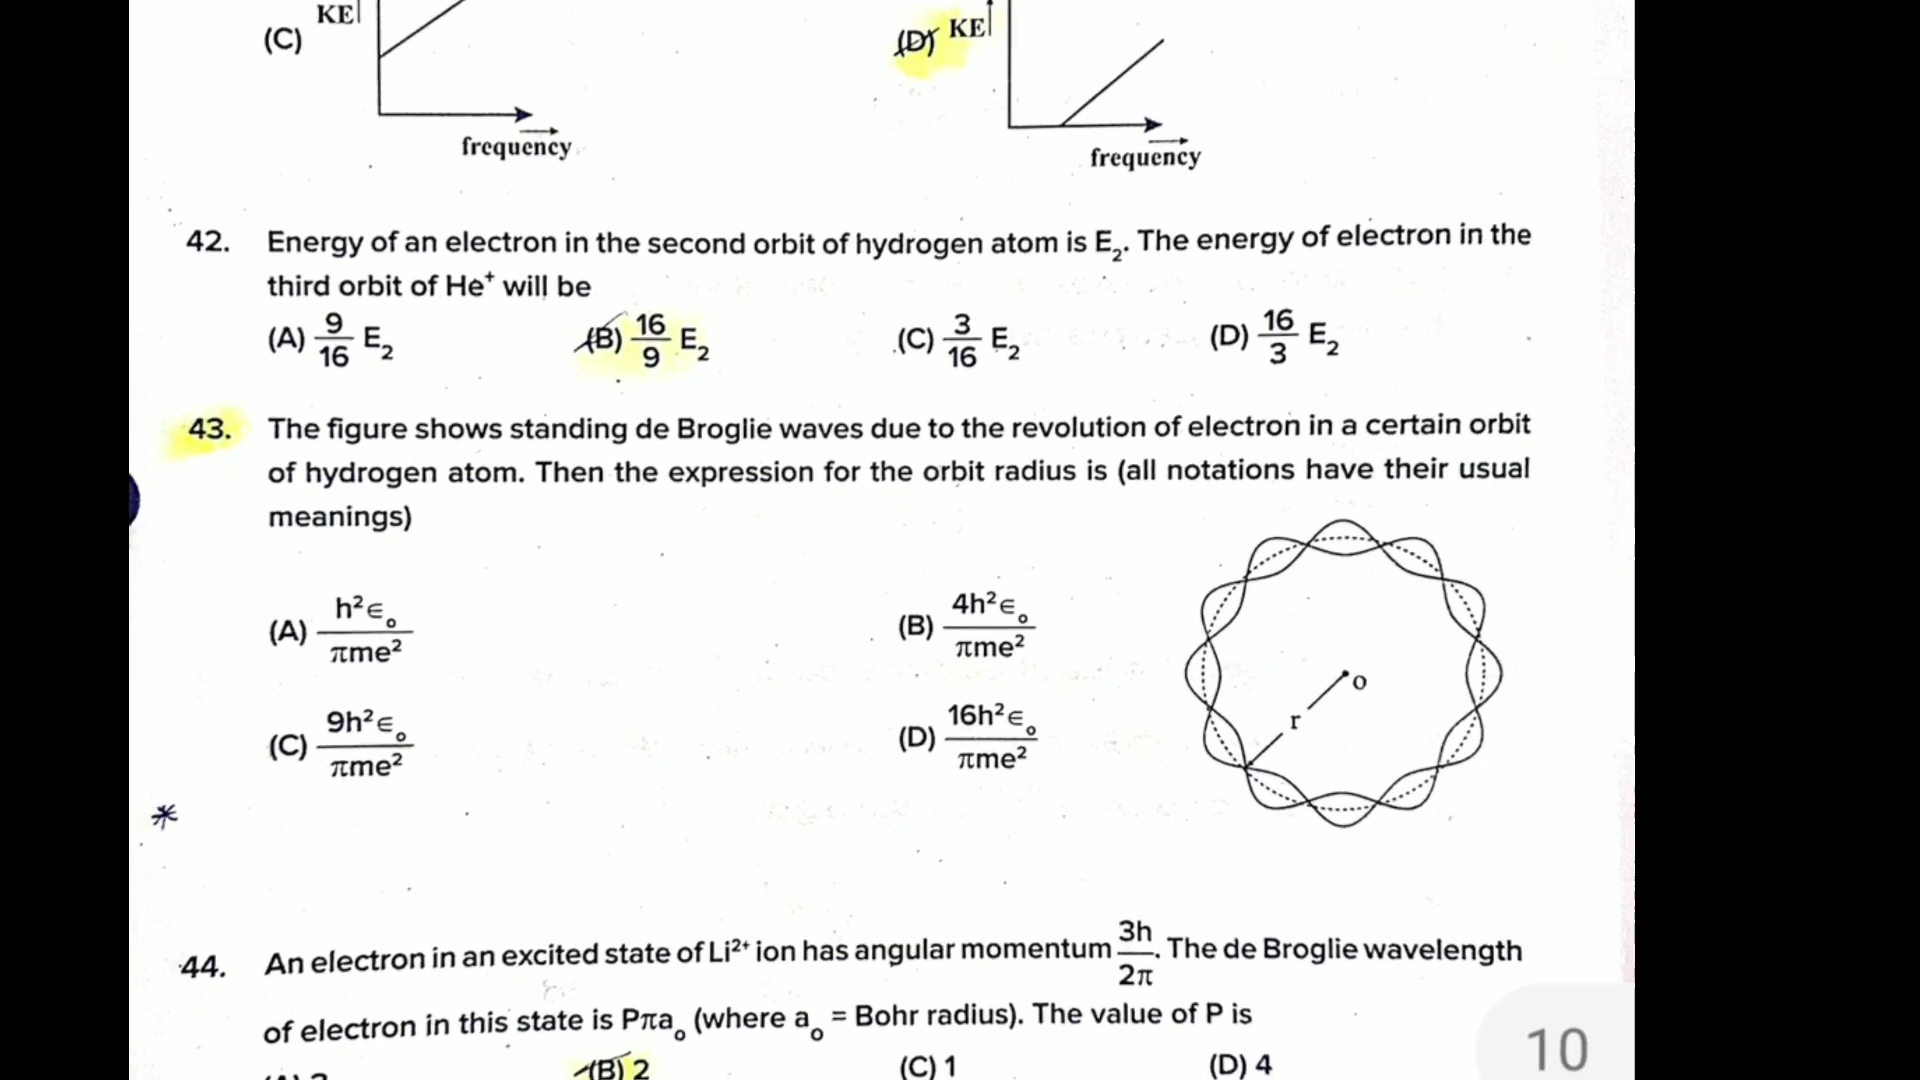 (C) KE
frequency
(D) KE
frequency
42. Energy of an electron in the second orbit of hydrogen atom is E₂. The energy of electron in the
third orbit of He⁺ will be
(A) 9/16 E₂ (B) 16/9 E₂ (C) 3/16 E₂ (D) 16/3 E₂
43. The figure shows standing de Broglie waves due to the revolution of electron in a certain orbit
of hydrogen atom. Then the expression for the orbit radius is (all notations have their usual
meanings)
(A) h²∈ₒ/πme² (B) 4h²∈ₒ/πme²
(C) 9h²∈ₒ/πme² (D) 16h²∈ₒ/πme²
o
r
*
44. An electron in an excited state of Li²⁺ ion has angular momentum 3h/2π. The de Broglie wavelength
of electron in this state is Pπaₒ (where aₒ = Bohr radius). The value of P is
(B) 2 (C) 1 (D) 4
10